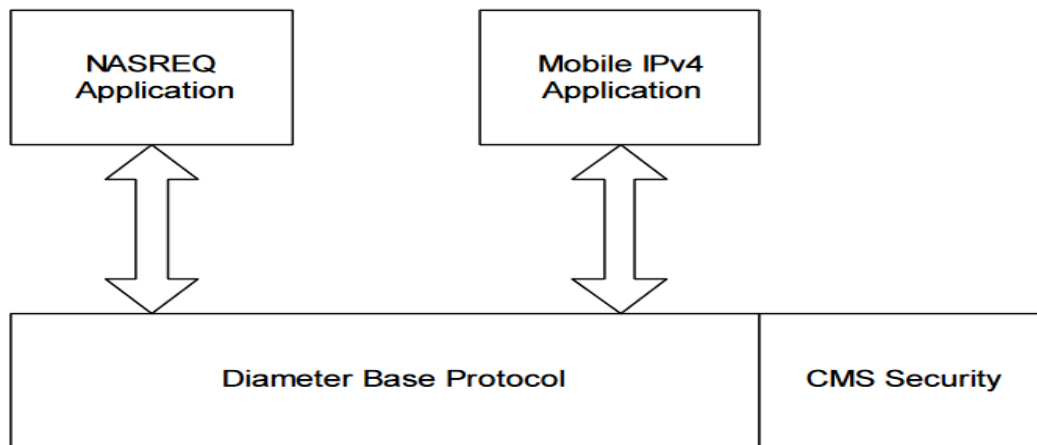 NASREQ
Application
Mobile IPv4
Application
Diameter Base Protocol
CMS Security